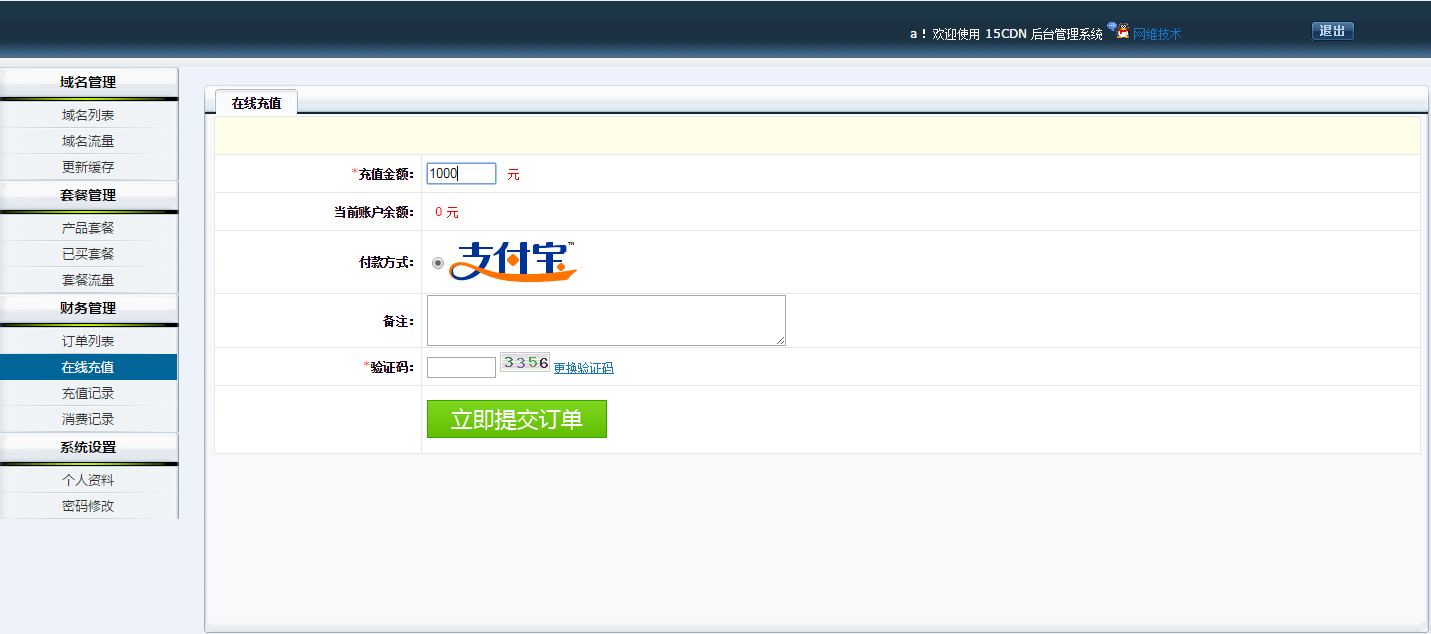 a！欢迎使用 15CDN 后台管理系统 网维技术
退出
域名管理
域名列表
域名流量
更新缓存
套餐管理
产品套餐
已买套餐
套餐流量
财务管理
订单列表
在线充值
充值记录
消费记录
系统设置
个人资料
密码修改
在线充值
*充值金额: 1000 元
当前账户余额: 0 元
付款方式: 支付宝™
备注:
*验证码: 3356 更换验证码
立即提交订单